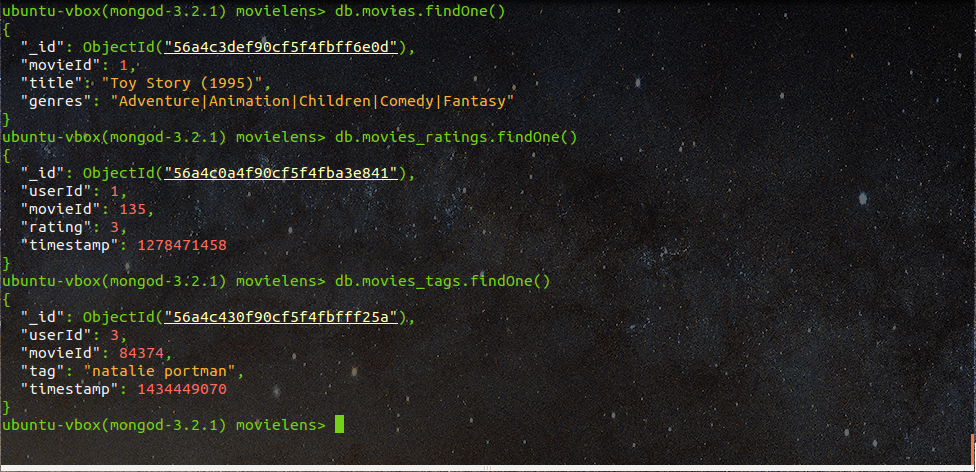 ubuntu-vbox(mongod-3.2.1) movielens> db.movies.findOne()
{
  "_id": ObjectId("56a4c3def90cf5f4fbff6e0d"),
  "movieId": 1,
  "title": "Toy Story (1995)",
  "genres": "Adventure|Animation|Children|Comedy|Fantasy"
}
ubuntu-vbox(mongod-3.2.1) movielens> db.movies_ratings.findOne()
{
  "_id": ObjectId("56a4c0a4f90cf5f4fba3e841"),
  "userId": 1,
  "movieId": 135,
  "rating": 3,
  "timestamp": 1278471458
}
ubuntu-vbox(mongod-3.2.1) movielens> db.movies_tags.findOne()
{
  "_id": ObjectId("56a4c430f90cf5f4fbfff25a"),
  "userId": 3,
  "movieId": 84374,
  "tag": "natalie portman",
  "timestamp": 1434449070
}
ubuntu-vbox(mongod-3.2.1) movielens>